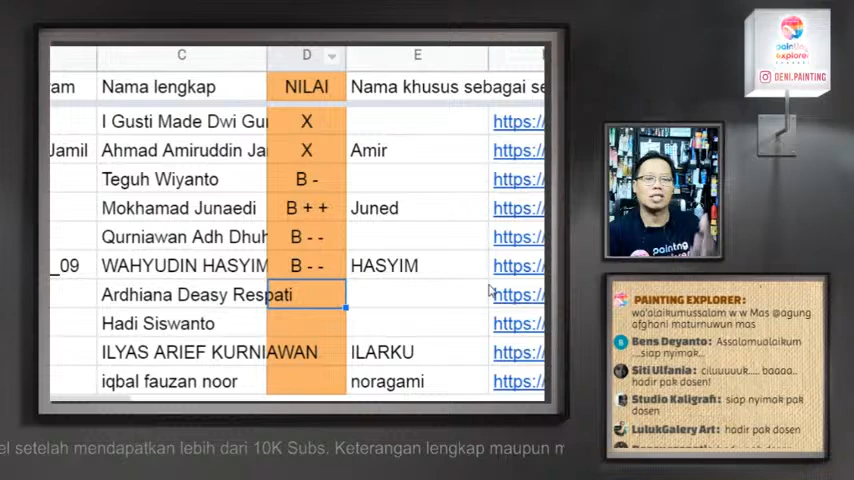 C D E
am Nama lengkap NILAI Nama khusus sebagai se
I Gusti Made Dwi Gu X https:/
Jamil Ahmad Amiruddin Ja X Amir https:/
Teguh Wiyanto B - https:/
Mokhamad Junaedi B + + Juned https:/
Qurniawan Adh Dhuh B - - https:/
_09 WAHYUDIN HASYIM B - - HASYIM https:/
Ardhiana Deasy Respati https:/
Hadi Siswanto https:/
ILYAS ARIEF KURNIAWAN ILARKU https:/
iqbal fauzan noor noragami https:/
el setelah mendapatkan lebih dari 10K Subs. Keterangan lengkap maupun m
painting
explorer
DENI.PAINTING
paintng
PAINTING EXPLORER :
wa'alaikumussalam w w Mas @agung
afghani maturnuwun mas
B Bens Deyanto : Assalomualaikum
....siap nyimak...
Siti Ulfania : ciluuuuuk..... baaaa..
hadir pak dosen!
Studio Kaligrafi : siap nyimak pak
dosen
LulukGalery Art : hadir pak dosen